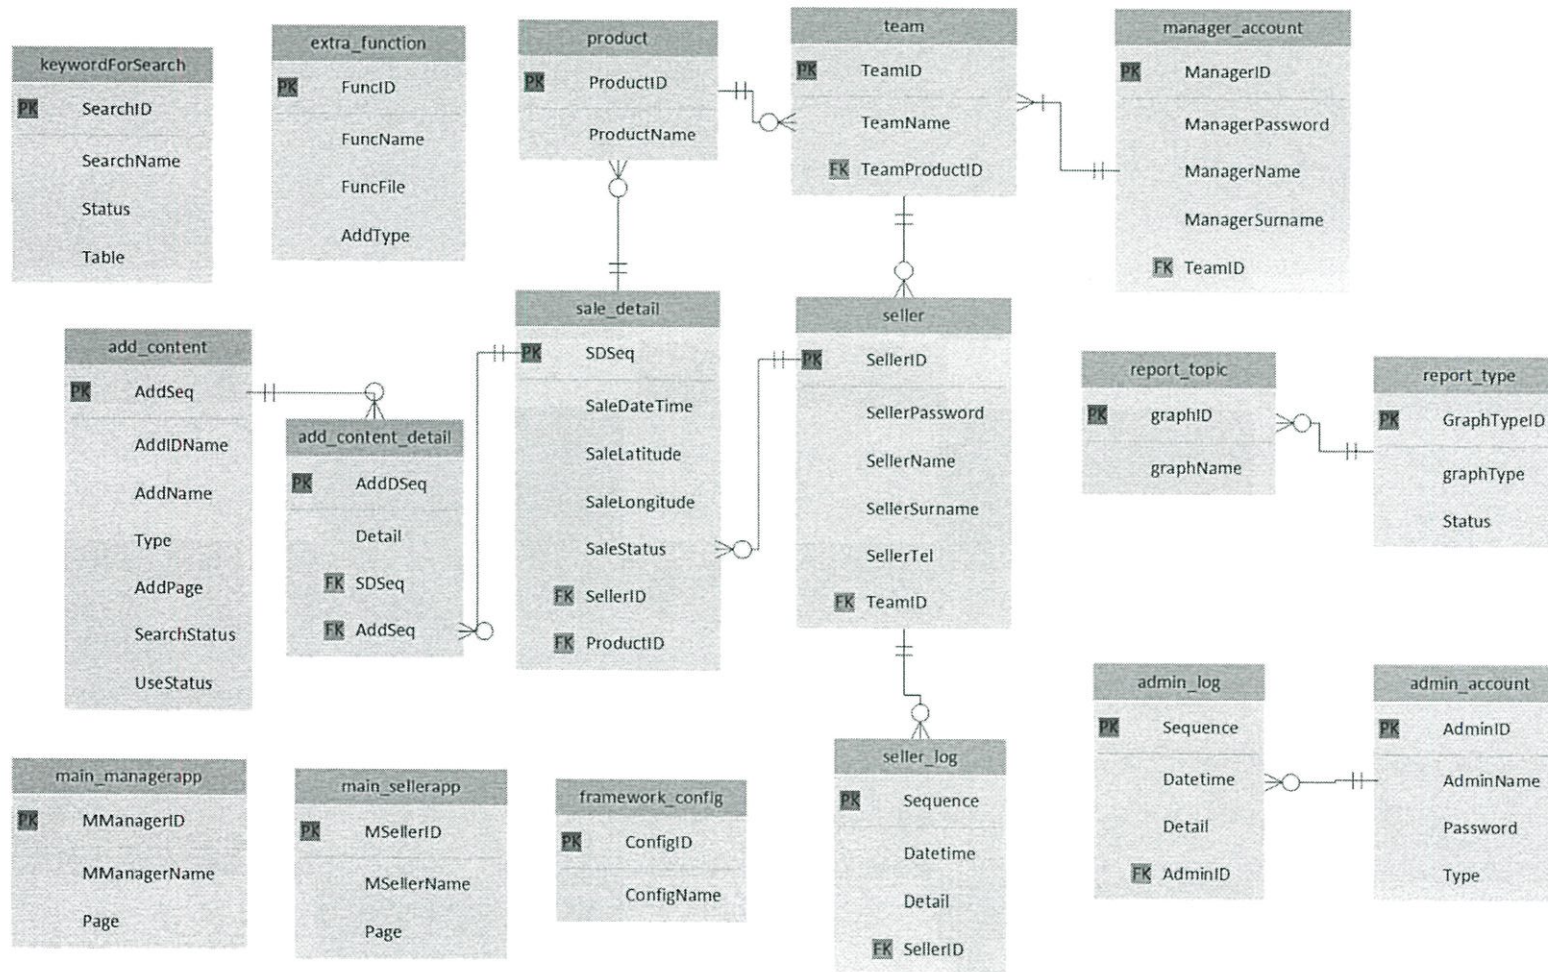 keywordForSearch
PK SearchID
SearchName
Status
Table
extra_function
PK FuncID
FuncName
FuncFile
AddType
product
PK ProductID
ProductName
team
PK TeamID
TeamName
FK TeamProductID
manager_account
PK ManagerID
ManagerPassword
ManagerName
ManagerSurname
FK TeamID
add_content
PK AddSeq
AddIDName
AddName
Type
AddPage
SearchStatus
UseStatus
add_content_detail
PK AddDSeq
Detail
FK SDSeq
FK AddSeq
sale_detail
PK SDSeq
SaleDateTime
SaleLatitude
SaleLongitude
SaleStatus
FK SellerID
FK ProductID
seller
PK SellerID
SellerPassword
SellerName
SellerSurname
SellerTel
FK TeamID
report_topic
PK graphID
graphName
report_type
PK GraphTypeID
graphType
Status
main_managerapp
PK MManagerID
MManagerName
Page
main_sellerapp
PK MSellerID
MSellerName
Page
framework_config
PK ConfigID
ConfigName
seller_log
PK Sequence
Datetime
Detail
FK SellerID
admin_log
PK Sequence
Datetime
Detail
FK AdminID
admin_account
PK AdminID
AdminName
Password
Type